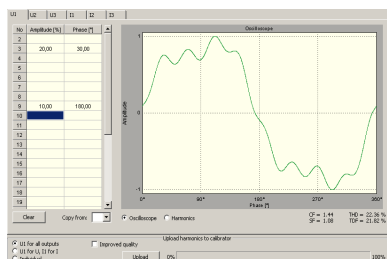 U1 U2 U3 I1 I2 I3
No Amplitude [%] Phase [°]
2
3 20,00 30,00
4
5
6
7
8
9 10,00 180,00
10
11
12
13
14
15
16
17
18
19
Clear Copy from:
Oscilloscope
1
Amplitude
-1
0° 90° 180° 270° 360°
Phase [°]
Oscilloscope Harmonics
CF = 1.44 THD = 22.36 %
SF = 1.08 TDF = 21.82 %
U1 for all outputs
U1 for U, I1 for I
Individual
Improved quality
Upload harmonics to calibrator
Upload 0% 100%